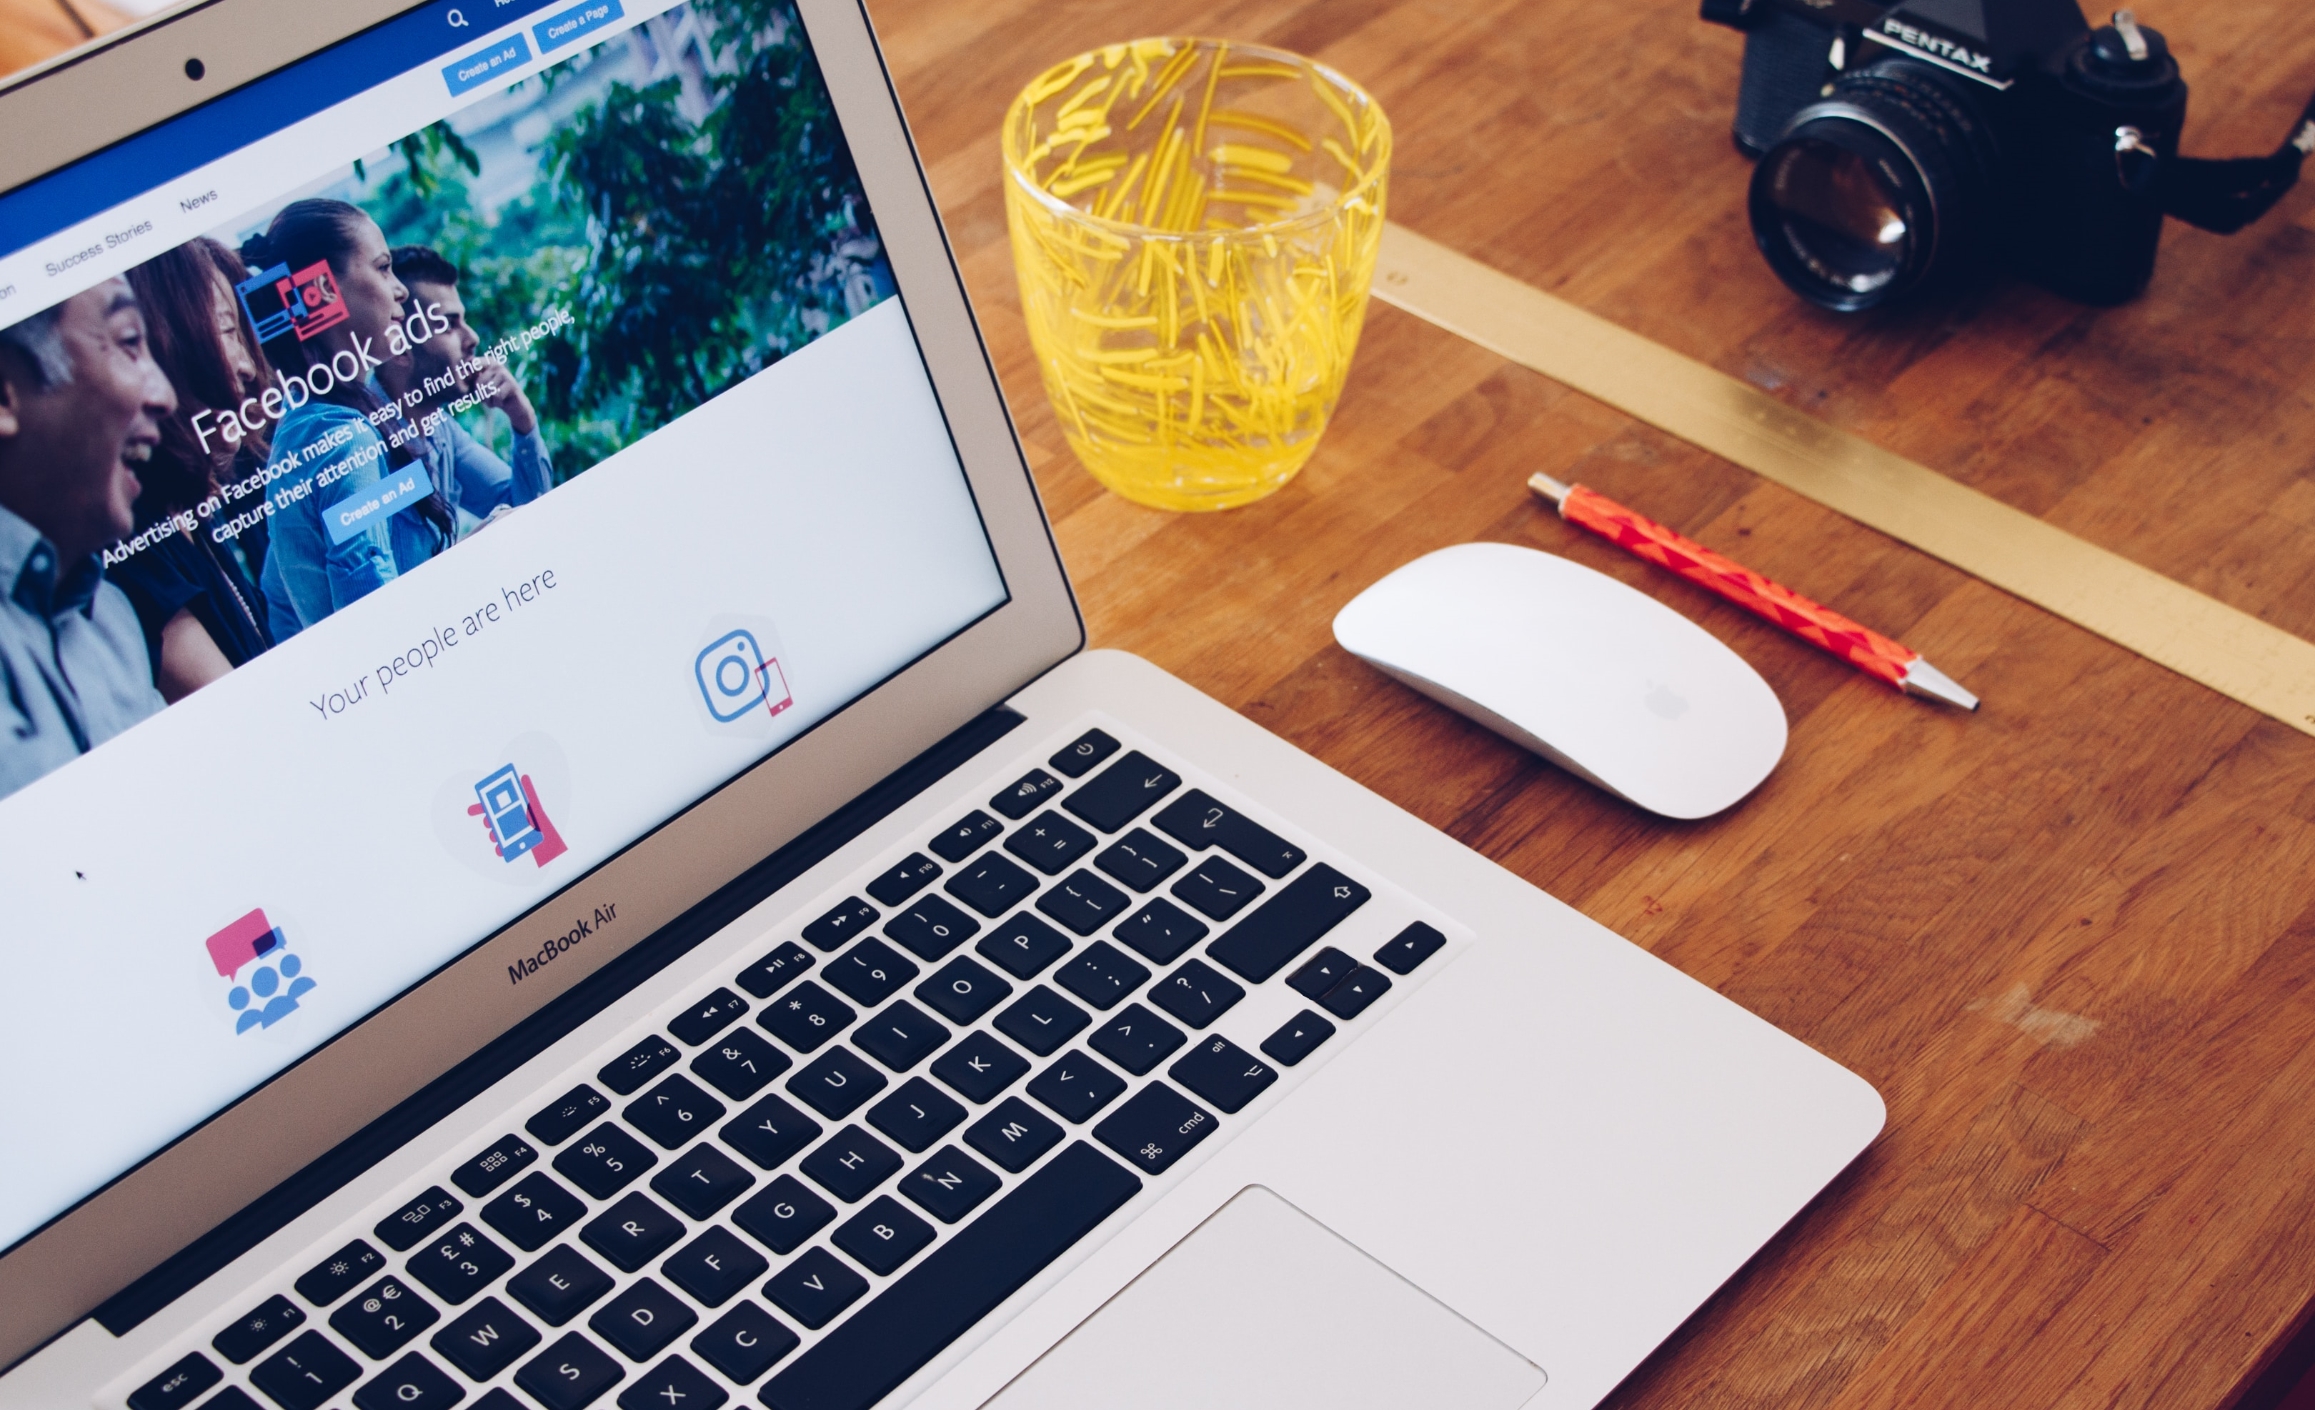 Create an Ad
Create a Page
on
Success Stories
News
Facebook ads
Advertising on Facebook makes it easy to find the right people,
capture their attention and get results.
Create an Ad
Your people are here
MacBook Air
PENTAX
esc F1 F2 F3 F4 F5 F6 F7 F8 F9 F10 F11 F12
! 1 @ € 2 £ # 3 $ 4 % 5 ^ 6 & 7 * 8 ( 9 ) 0 _ - + =
Q W E R T Y U I O P { [ } ]
S D F G H J K L : ; " ' | \
X C V B N M < , > . ? /
cmd ⌘ alt ⌥